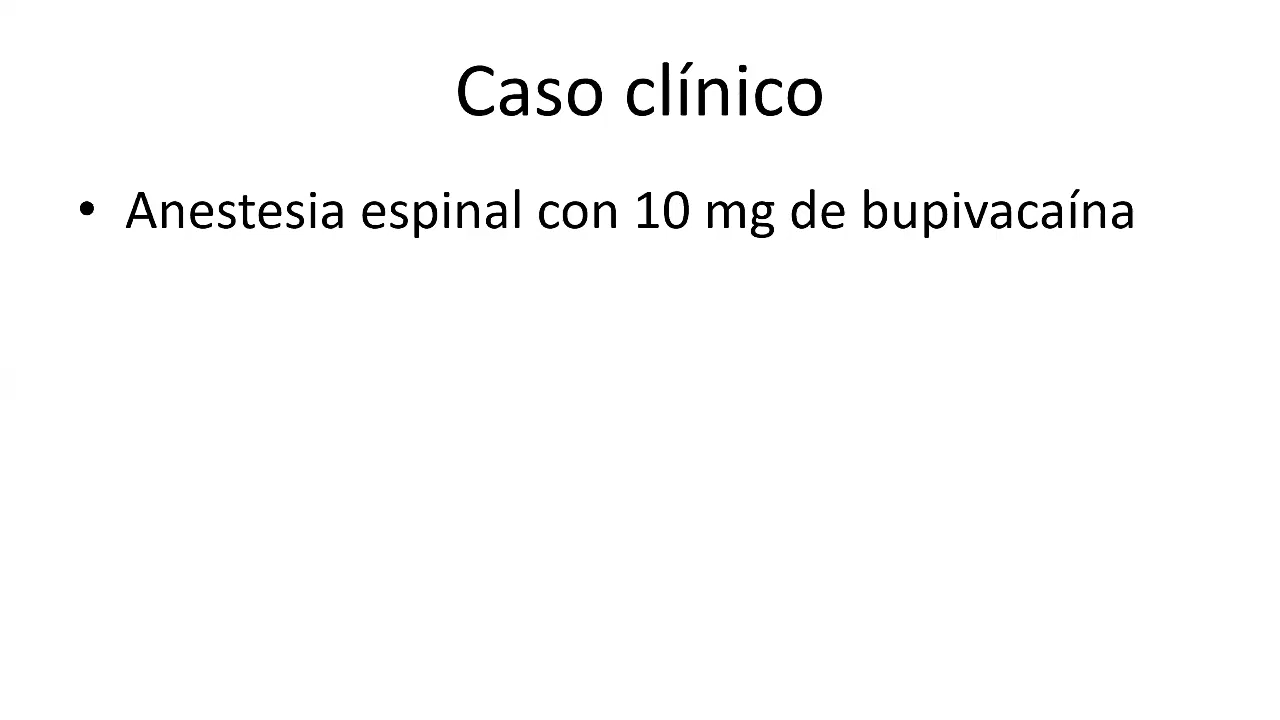 Caso clínico
• Anestesia espinal con 10 mg de bupivacaína